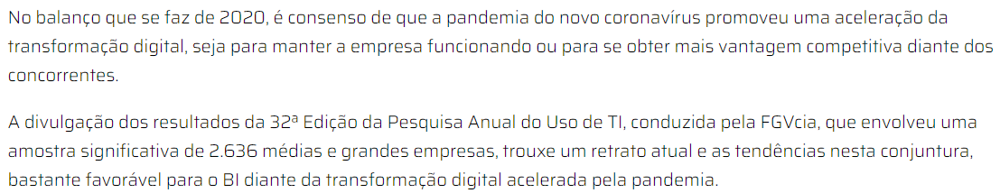 No balanço que se faz de 2020, é consenso de que a pandemia do novo coronavírus promoveu uma aceleração da
transformação digital, seja para manter a empresa funcionando ou para se obter mais vantagem competitiva diante dos
concorrentes.
A divulgação dos resultados da 32ª Edição da Pesquisa Anual do Uso de TI, conduzida pela FGVcia, que envolveu uma
amostra significativa de 2.636 médias e grandes empresas, trouxe um retrato atual e as tendências nesta conjuntura,
bastante favorável para o BI diante da transformação digital acelerada pela pandemia.